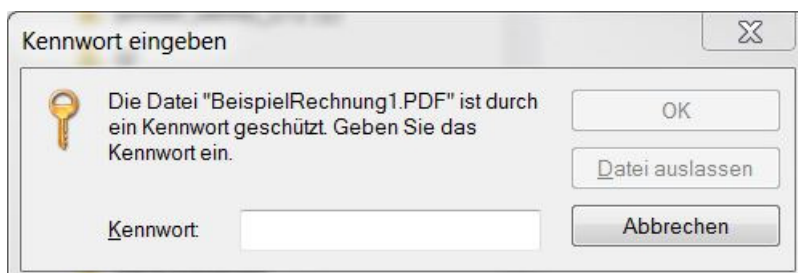 Kennwort eingeben
Die Datei "BeispielRechnung1.PDF" ist durch
ein Kennwort geschützt. Geben Sie das
Kennwort ein.
OK
Datei auslassen
Kennwort:
Abbrechen